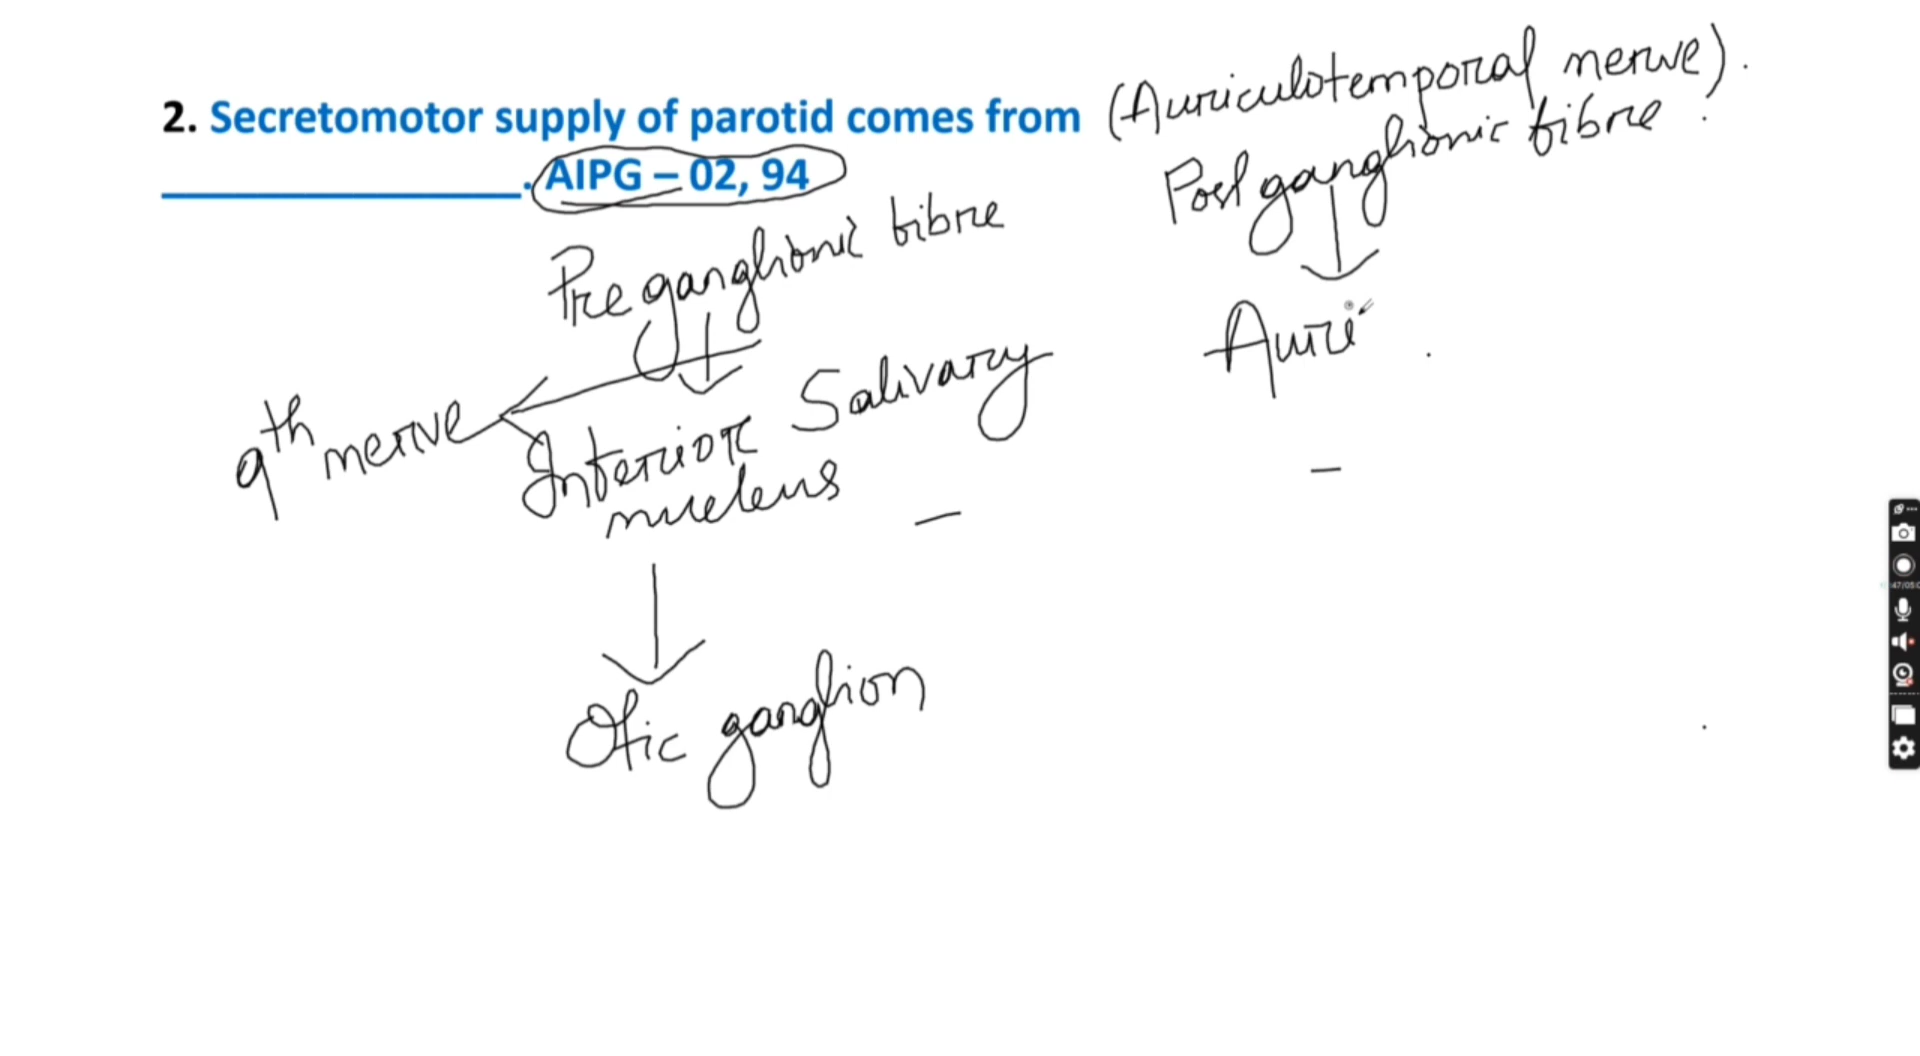 2. Secretomotor supply of parotid comes from (Auriculotemporal nerve).
____________________. AIPG – 02, 94
Post ganglionic fibre
Pre ganglionic fibre
Auri
9th nerve
Inferior Salivary
nucleus
Otic ganglion